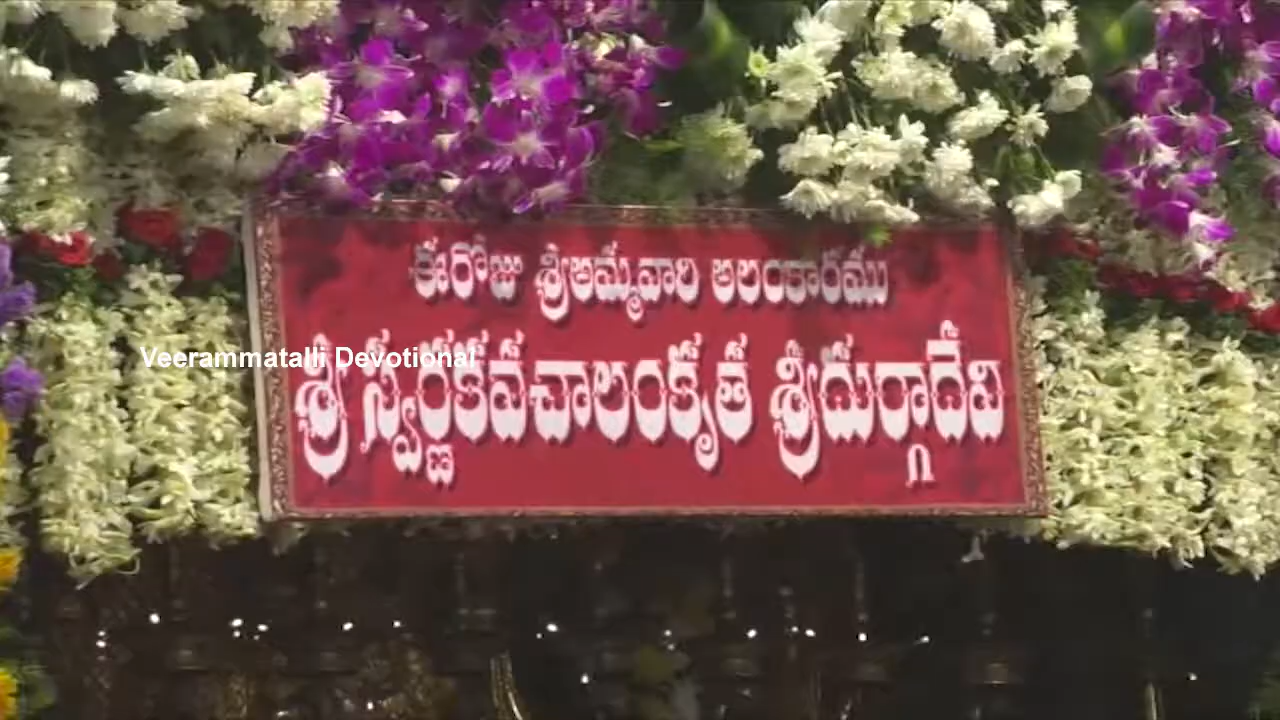 ఈరోజు శ్రీఅమ్మవారి అలంకారము
Veerammatalli Devotional
శ్రీ స్వర్ణకవచాలంకృత శ్రీదుర్గాదేవి